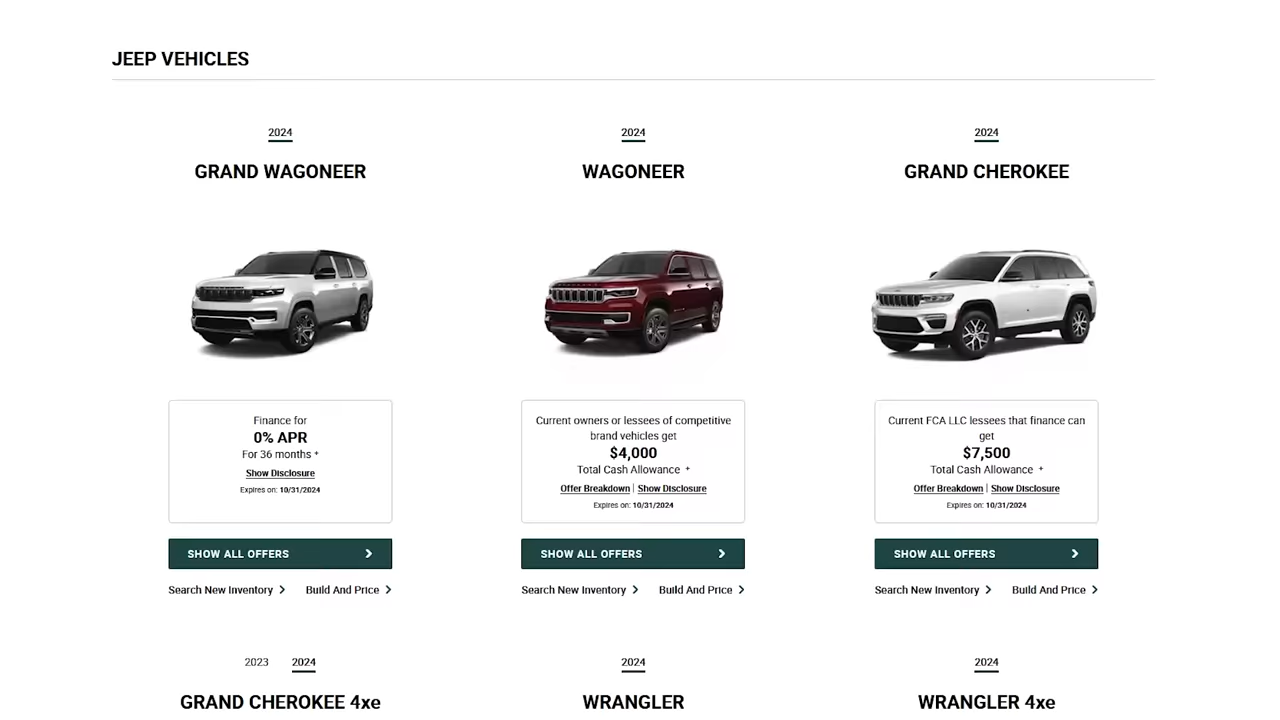 JEEP VEHICLES
2024
GRAND WAGONEER
Finance for
0% APR
For 36 months +
Show Disclosure
Expires on: 10/31/2024
SHOW ALL OFFERS
Search New Inventory
Build And Price
2024
WAGONEER
Current owners or lessees of competitive
brand vehicles get
$4,000
Total Cash Allowance +
Offer Breakdown | Show Disclosure
Expires on: 10/31/2024
SHOW ALL OFFERS
Search New Inventory
Build And Price
2024
GRAND CHEROKEE
Current FCA LLC lessees that finance can
get
$7,500
Total Cash Allowance +
Offer Breakdown | Show Disclosure
Expires on: 10/31/2024
SHOW ALL OFFERS
Search New Inventory
Build And Price
2023 2024
GRAND CHEROKEE 4xe
2024
WRANGLER
2024
WRANGLER 4xe